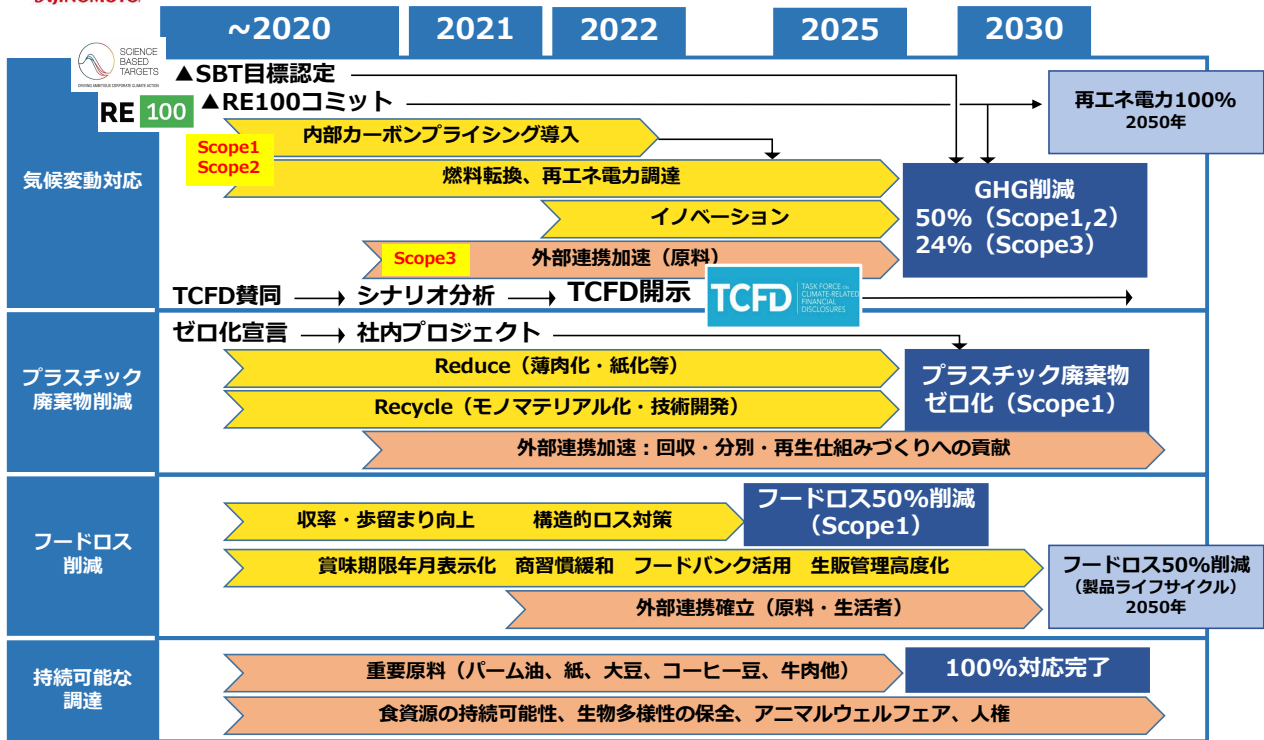 AJINOMOTO
~2020
2021
2022
2025
2030
SCIENCE
BASED
TARGETS
DRIVING AMBITIOUS CORPORATE CLIMATE ACTION
▲SBT目標認定
RE 100
▲RE100コミット
再エネ電力100%
2050年
気候変動対応
内部カーボンプライシング導入
Scope1
Scope2
燃料転換、再エネ電力調達
イノベーション
Scope3
外部連携加速（原料）
GHG削減
50%（Scope1,2）
24%（Scope3）
TCFD賛同
シナリオ分析
TCFD開示
TCFD
TASK FORCE ON
CLIMATE-RELATED
FINANCIAL
DISCLOSURES
プラスチック
廃棄物削減
ゼロ化宣言
社内プロジェクト
Reduce（薄肉化・紙化等）
Recycle（モノマテリアル化・技術開発）
プラスチック廃棄物
ゼロ化（Scope1）
外部連携加速：回収・分別・再生仕組みづくりへの貢献
フードロス
削減
収率・歩留まり向上 構造的ロス対策
フードロス50%削減
（Scope1）
賞味期限年月表示化 商習慣緩和 フードバンク活用 生販管理高度化
外部連携確立（原料・生活者）
フードロス50%削減
（製品ライフサイクル）
2050年
持続可能な
調達
重要原料（パーム油、紙、大豆、コーヒー豆、牛肉他）
100%対応完了
食資源の持続可能性、生物多様性の保全、アニマルウェルフェア、人権